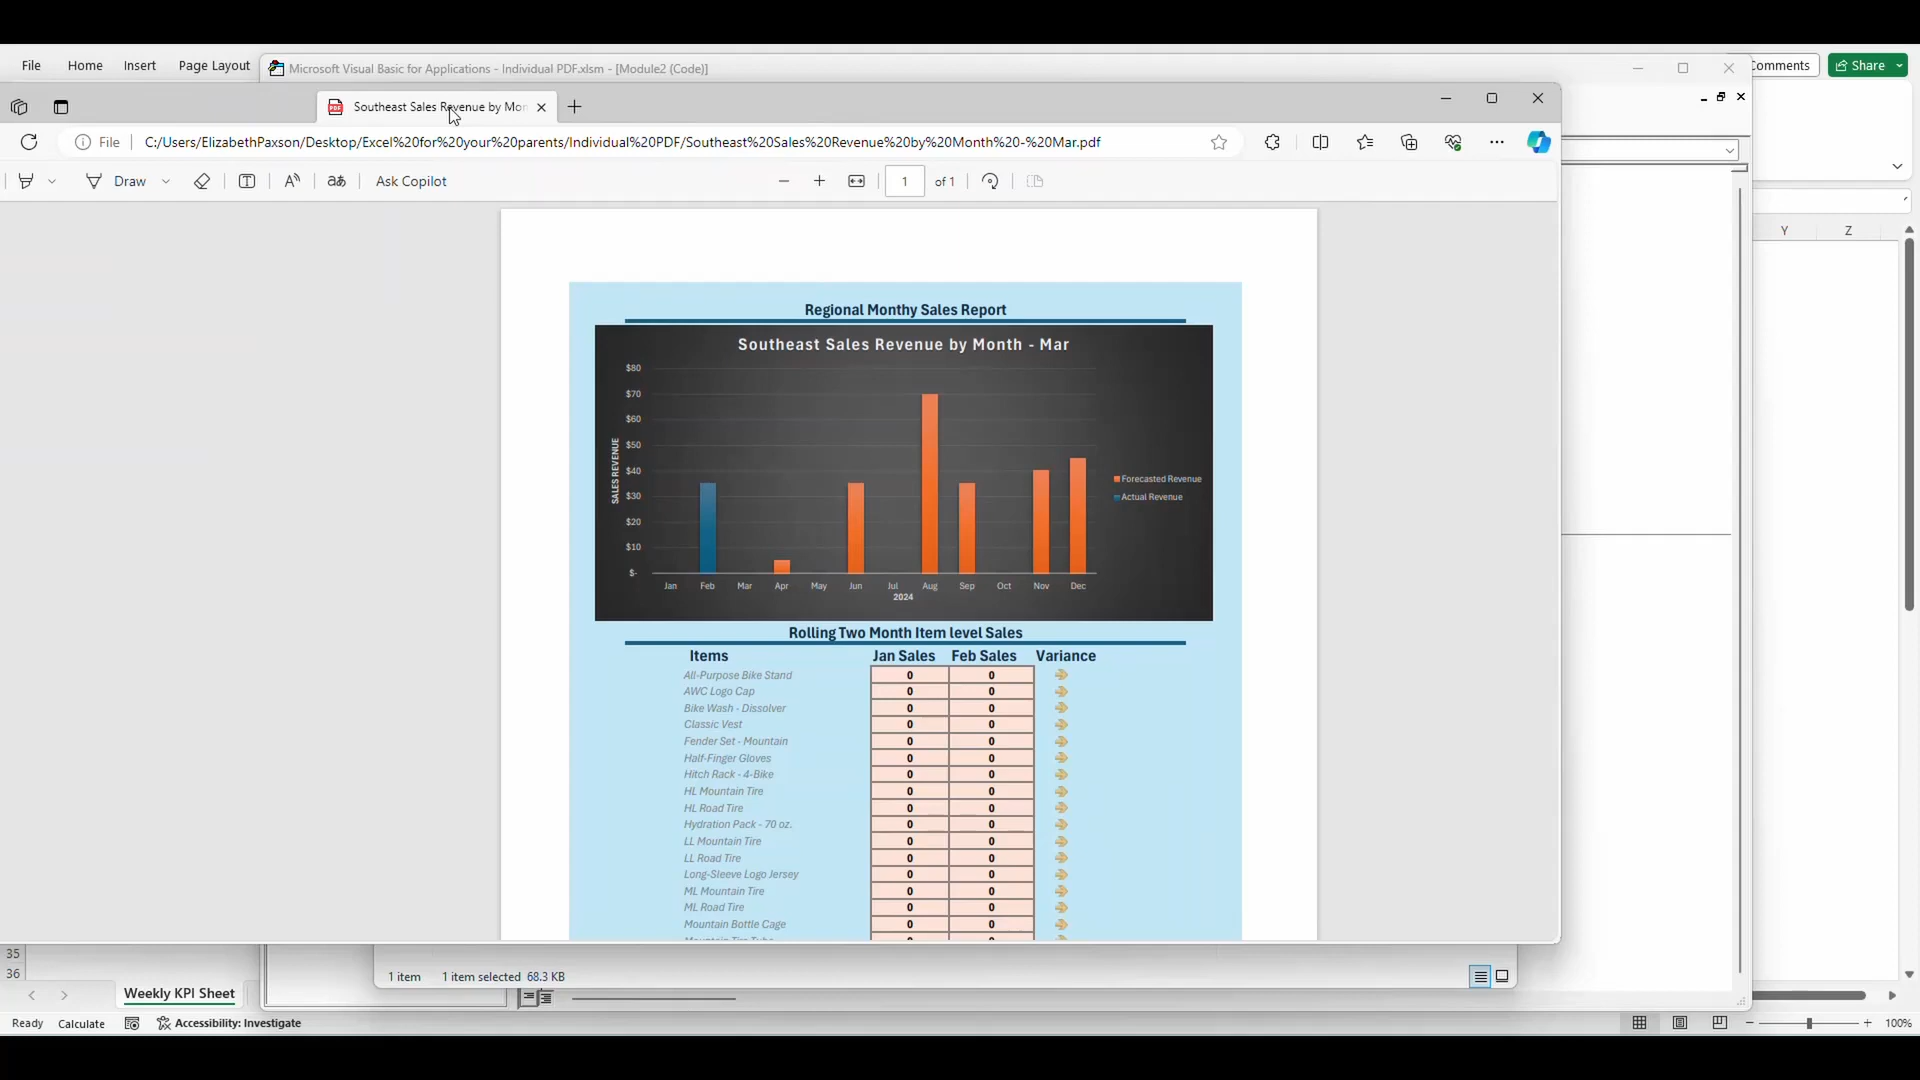 File Home Insert Page Layout
Microsoft Visual Basic for Applications - Individual PDF.xlsm - [Module2 (Code)]
Comments Share
Southeast Sales Revenue by Mon
File C:/Users/ElizabethPaxson/Desktop/Excel%20for%20your%20parents/Individual%20PDF/Southeast%20Sales%20Revenue%20by%20Month%20-%20Mar.pdf
Draw Ask Copilot 1 of 1
Y Z
Regional Monthy Sales Report
Southeast Sales Revenue by Month - Mar
$80
$70
$60
$50
$40
$30
$20
$10
$-
SALES REVENUE
Forecasted Revenue
Actual Revenue
Jan Feb Mar Apr May Jun Jul Aug Sep Oct Nov Dec
2024
Rolling Two Month Item level Sales
Items Jan Sales Feb Sales Variance
All-Purpose Bike Stand 0 0
AWC Logo Cap 0 0
Bike Wash - Dissolver 0 0
Classic Vest 0 0
Fender Set - Mountain 0 0
Half-Finger Gloves 0 0
Hitch Rack - 4-Bike 0 0
HL Mountain Tire 0 0
HL Road Tire 0 0
Hydration Pack - 70 oz. 0 0
LL Mountain Tire 0 0
LL Road Tire 0 0
Long-Sleeve Logo Jersey 0 0
ML Mountain Tire 0 0
ML Road Tire 0 0
Mountain Bottle Cage 0 0
35
36
1 item 1 item selected 68.3 KB
Weekly KPI Sheet
Ready Calculate Accessibility: Investigate 100%